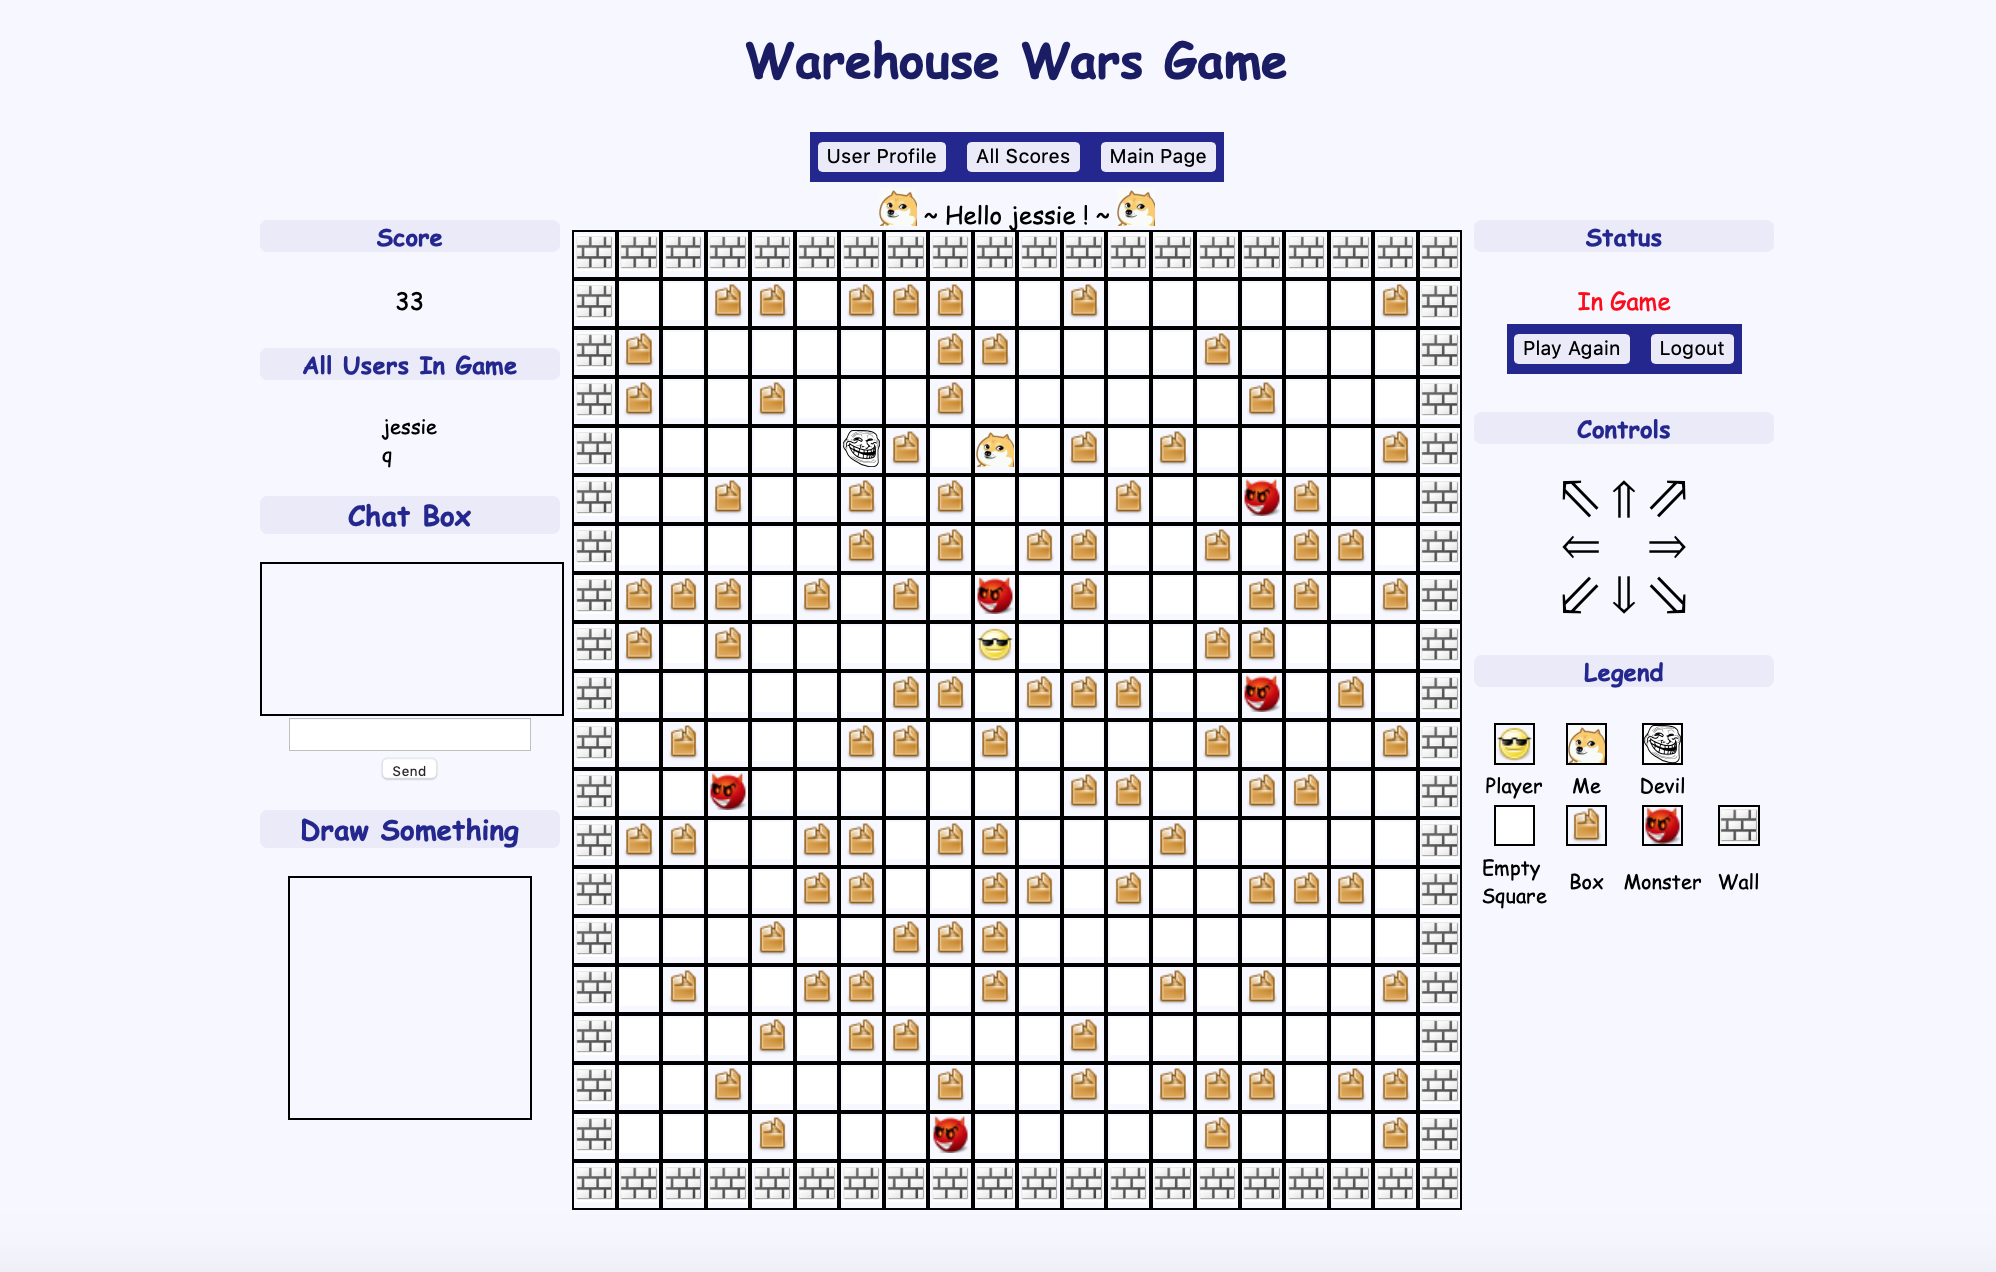 Warehouse Wars Game
User Profile
All Scores
Main Page
~ Hello jessie ! ~
Score
33
All Users In Game
jessie
q
Chat Box
Send
Draw Something
Status
In Game
Play Again
Logout
Controls
Legend
Player
Me
Devil
Empty
Square
Box
Monster
Wall